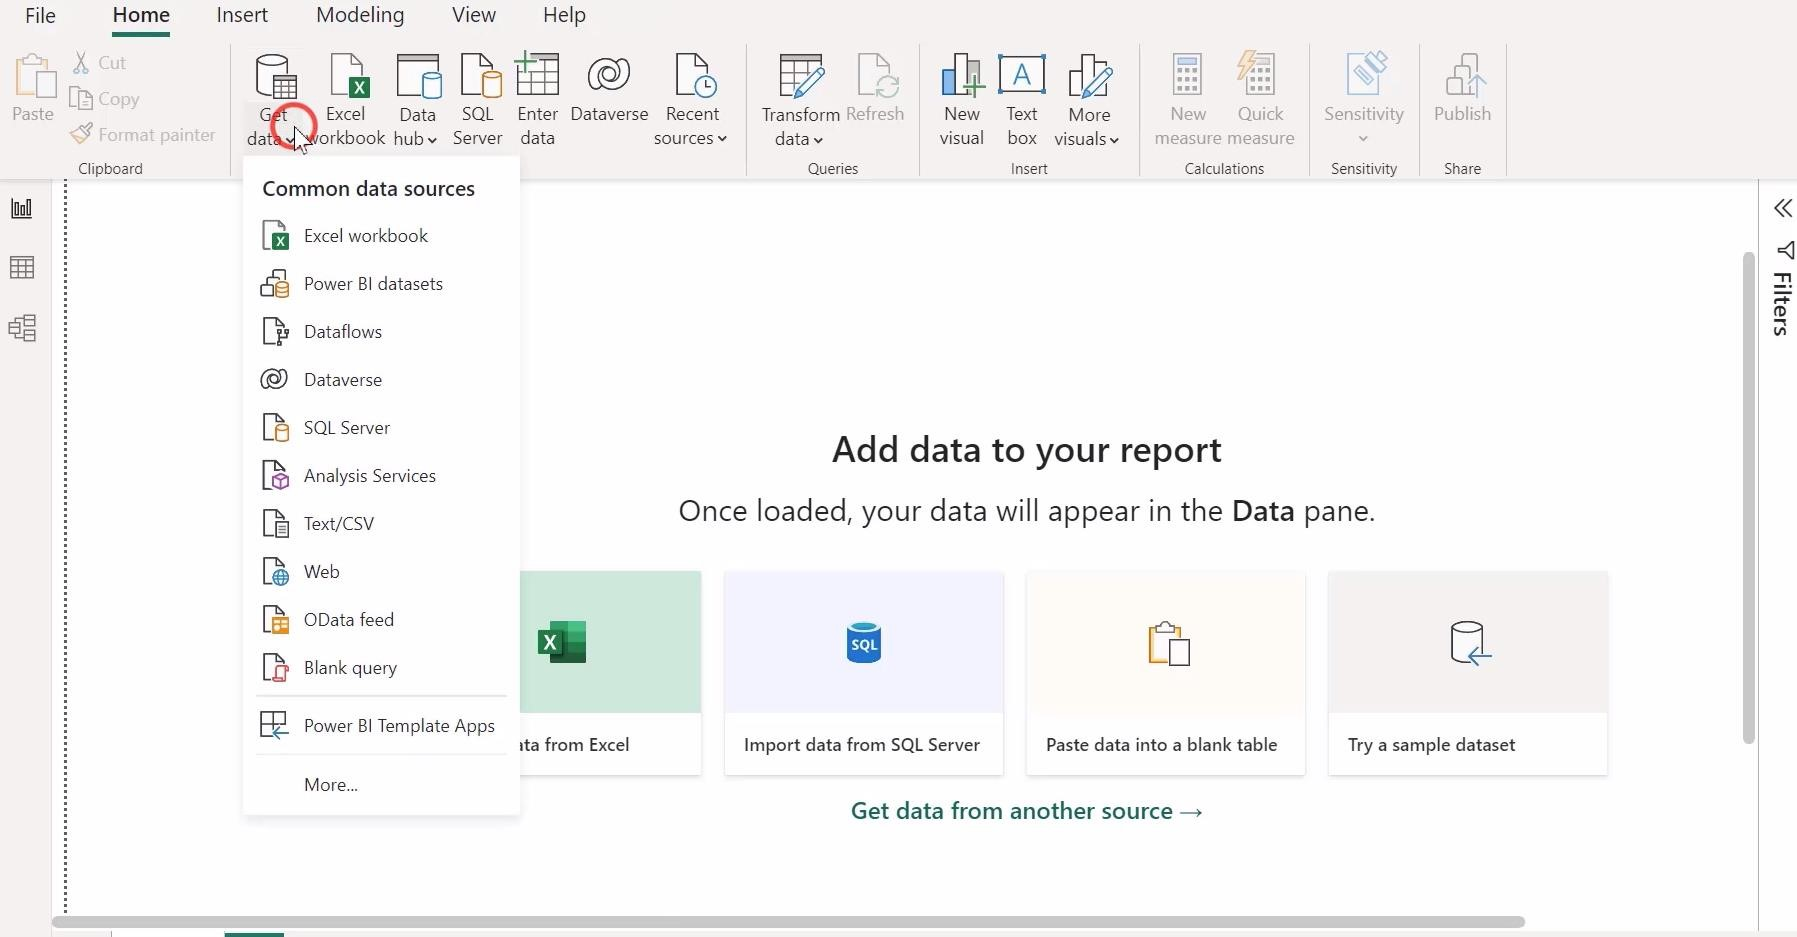 File Home Insert Modeling View Help
Paste
Cut
Copy
Format painter
Clipboard
Get data
Excel workbook
Data hub
SQL Server
Enter data
Dataverse
Recent sources
Transform data
Refresh
Queries
New visual
Text box
More visuals
Insert
New measure
Quick measure
Calculations
Sensitivity
Sensitivity
Publish
Share
Common data sources
Excel workbook
Power BI datasets
Dataflows
Dataverse
SQL Server
Analysis Services
Text/CSV
Web
OData feed
Blank query
Power BI Template Apps
More...
Add data to your report
Once loaded, your data will appear in the Data pane.
SQL
from Excel
Import data from SQL Server
Paste data into a blank table
Try a sample dataset
Get data from another source →
Filters